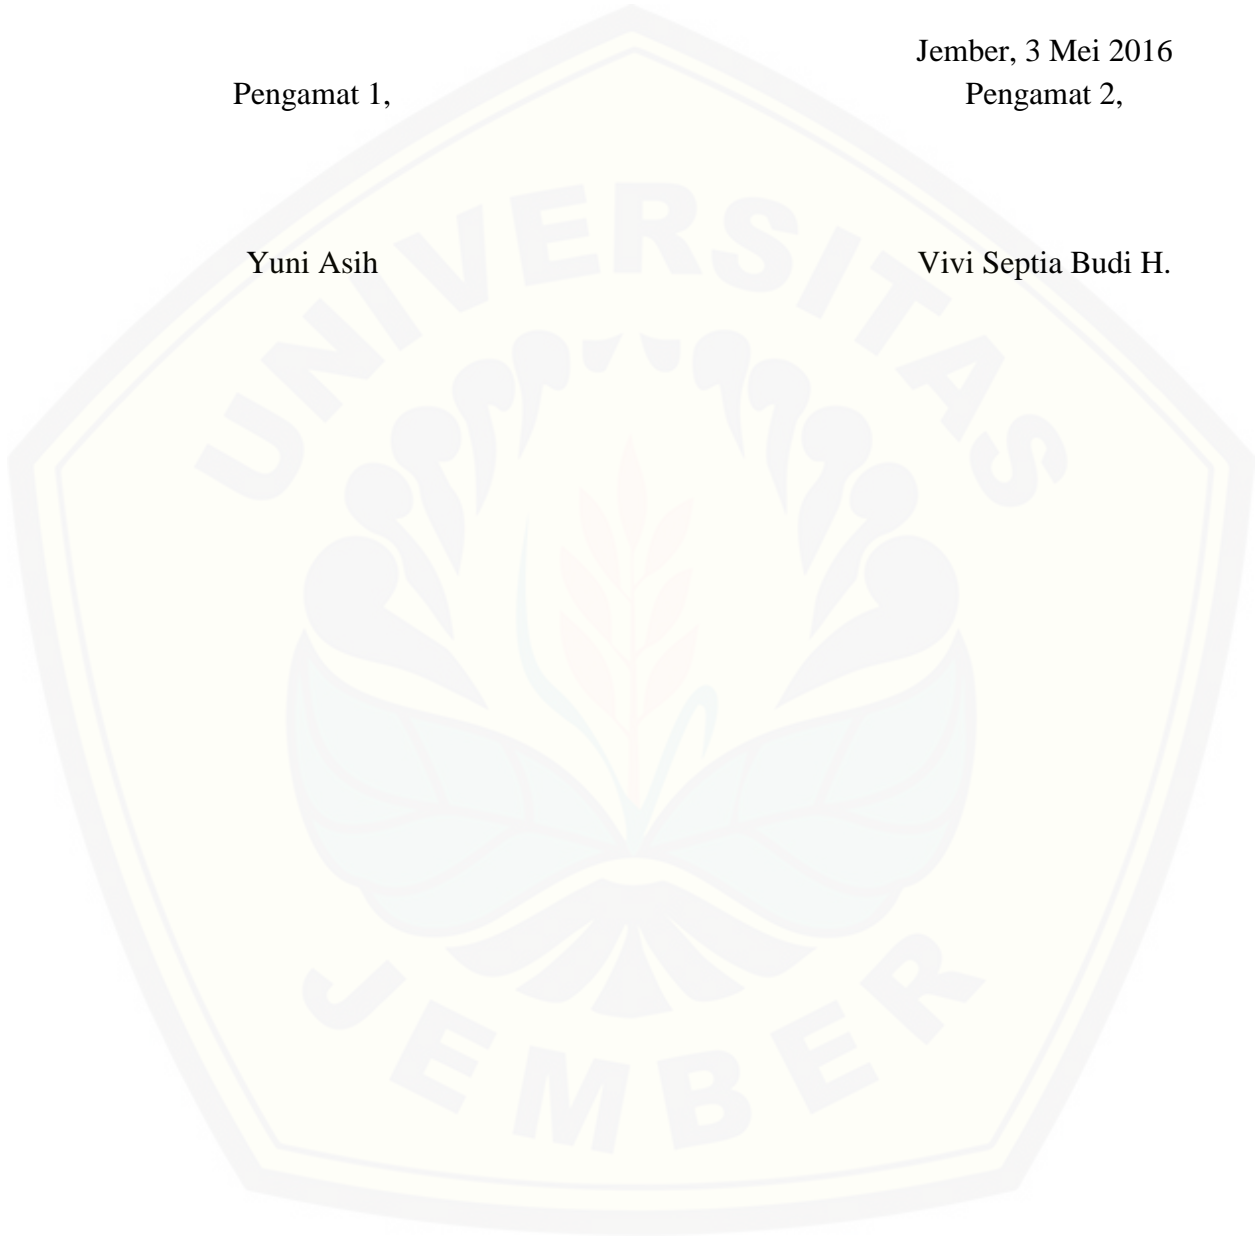 Jember, 3 Mei 2016
Pengamat 1, Pengamat 2,
Yuni Asih Vivi Septia Budi H.
UNIVERSITAS
JEMBER